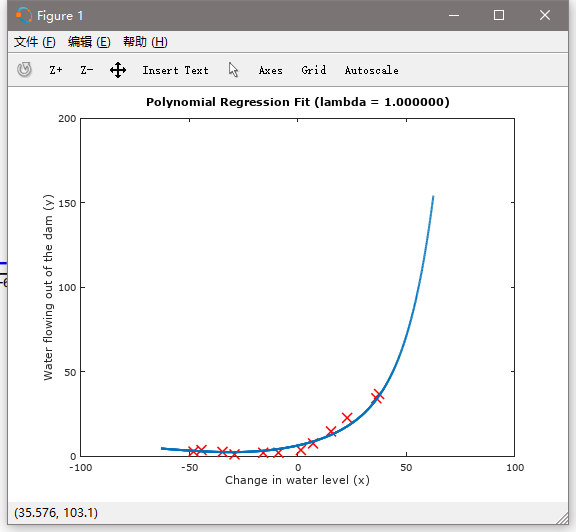 Figure 1
文件 (F) 编辑 (E) 帮助 (H)
Z+ Z- Insert Text Axes Grid Autoscale
Polynomial Regression Fit (lambda = 1.000000)
200
150
100
50
0
Water flowing out of the dam (y)
-100 -50 0 50 100
Change in water level (x)
(35.576, 103.1)
-6